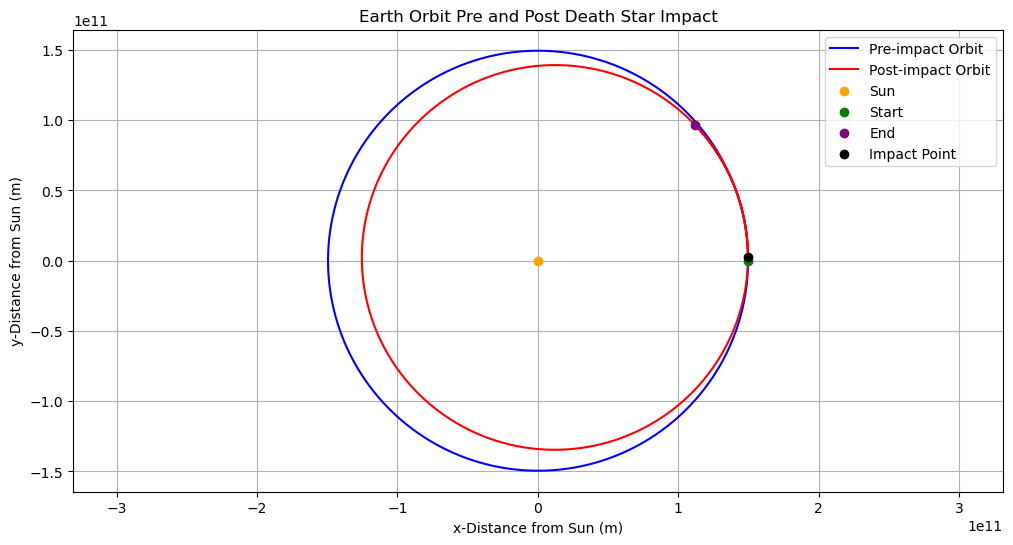 Earth Orbit Pre and Post Death Star Impact
1e11
1.5
1.0
0.5
0.0
−0.5
−1.0
−1.5
y-Distance from Sun (m)
Pre-impact Orbit
Post-impact Orbit
Sun
Start
End
Impact Point
−3
−2
−1
0
1
2
3
1e11
x-Distance from Sun (m)